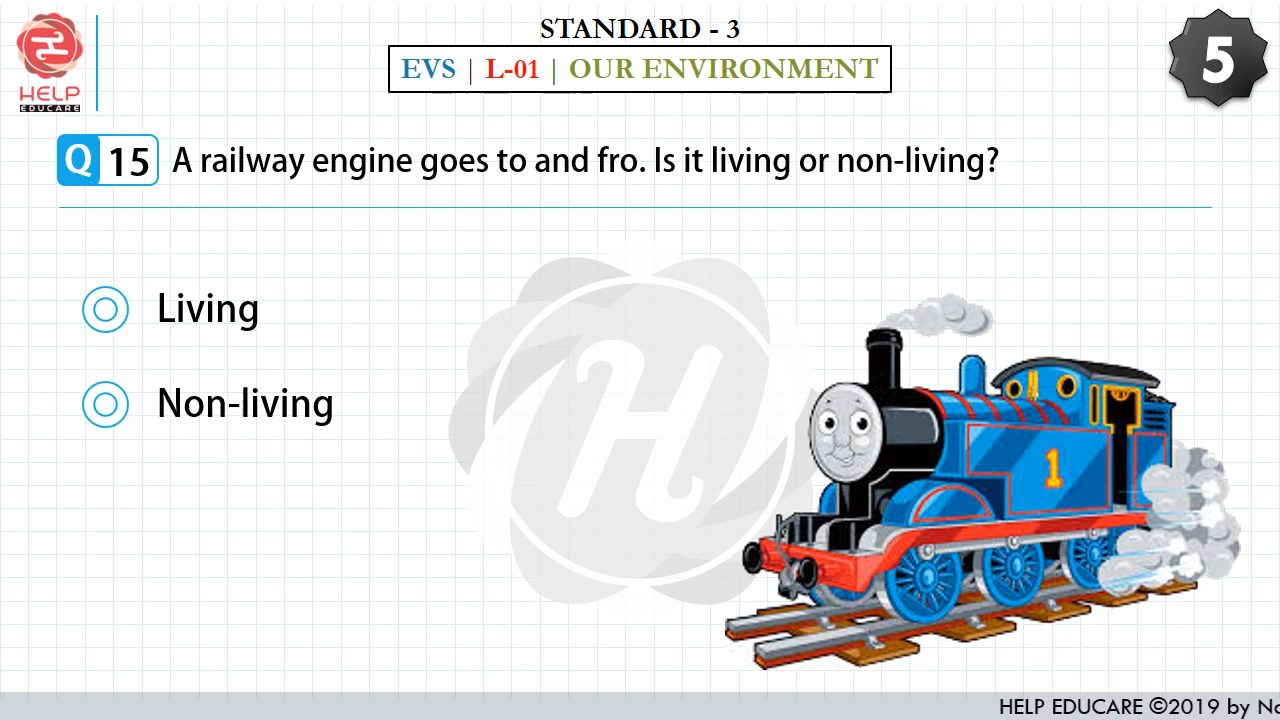 HELP
EDUCARE
STANDARD - 3
EVS | L-01 | OUR ENVIRONMENT
5
Q 15 A railway engine goes to and fro. Is it living or non-living?
Living
Non-living
H
1
HELP EDUCARE ©2019 by